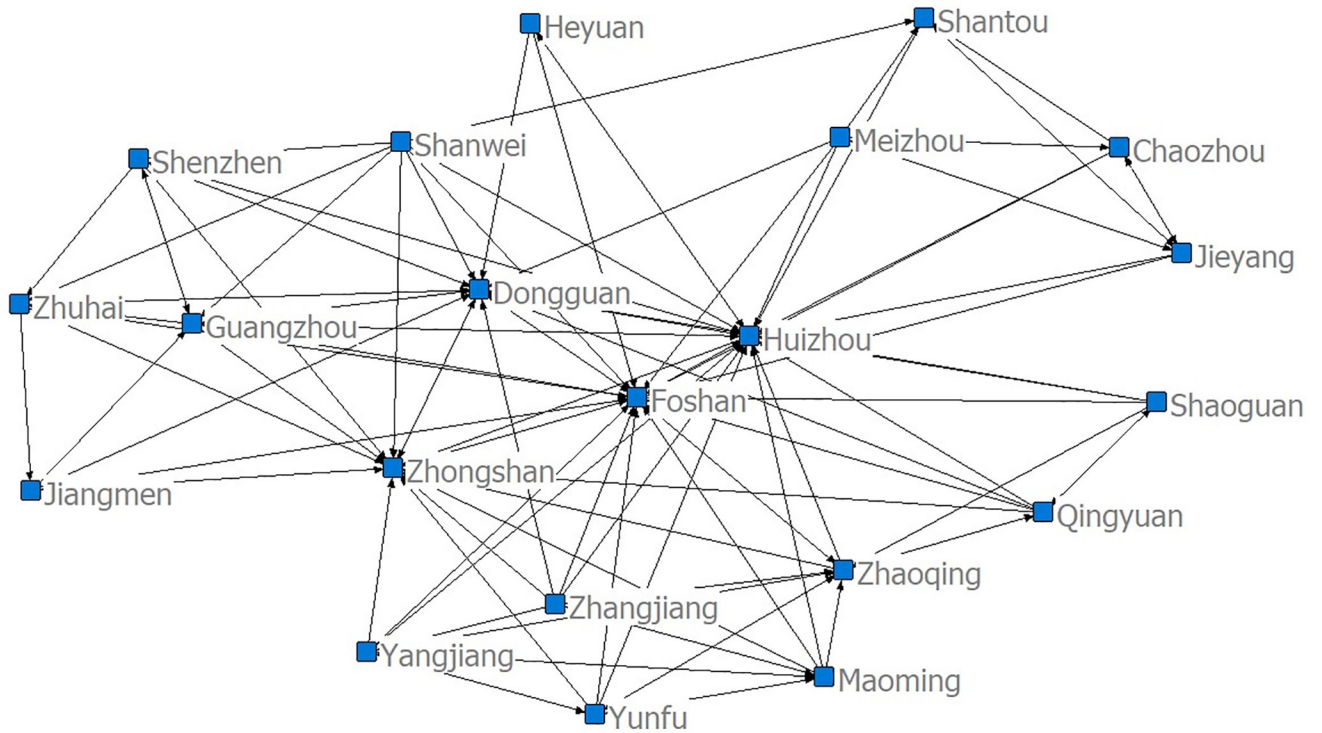 Shantou
Heyuan
Shanwei
Meizhou
Chaozhou
Shenzhen
Jieyang
Dongguan
Zhuhai
Guangzhou
Huizhou
Foshan
Shaoguan
Zhongshan
Jiangmen
Qingyuan
Zhaoqing
Zhangjiang
Yangjiang
Maoming
Yunfu